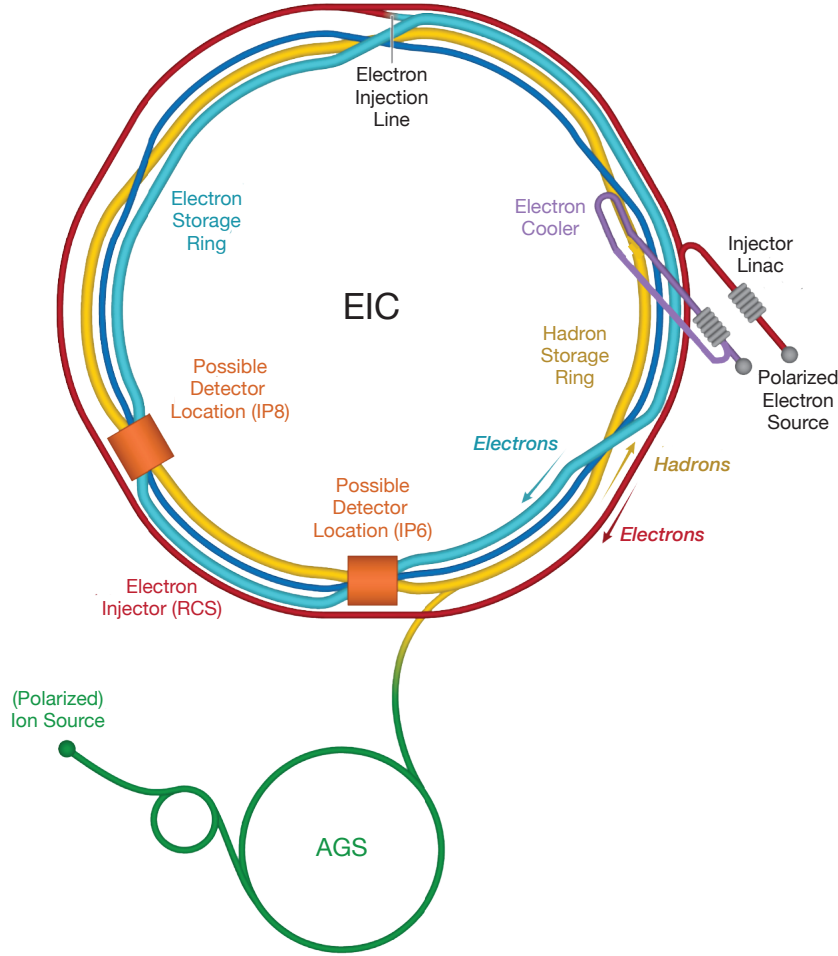 Electron
Injection
Line
Electron
Storage
Ring
Electron
Cooler
Injector
Linac
EIC
Hadron
Storage
Ring
Possible
Detector
Location (IP8)
Polarized
Electron
Source
Electrons
Hadrons
Possible
Detector
Location (IP6)
Electrons
Electron
Injector (RCS)
(Polarized)
Ion Source
AGS